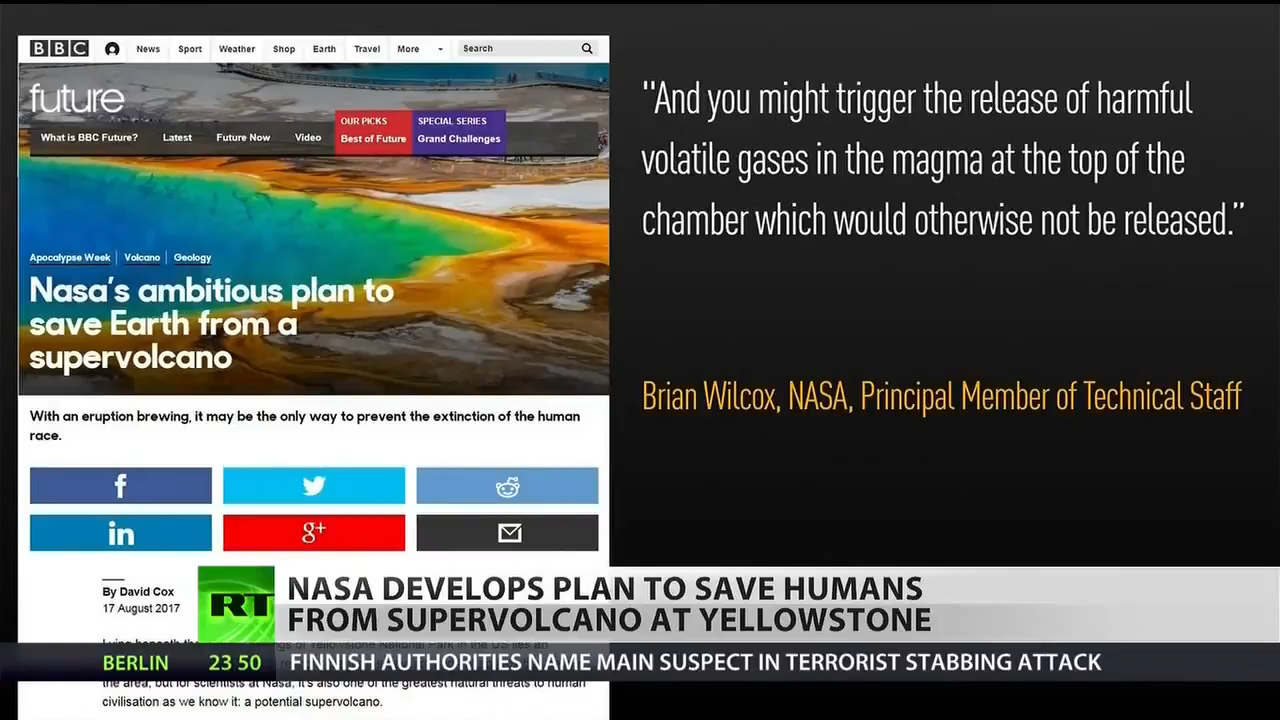 BBC
News
Sport
Weather
Shop
Earth
Travel
More
Search
future
What is BBC Future?
Latest
Future Now
Video
OUR PICKS
Best of Future
SPECIAL SERIES
Grand Challenges
Apocalypse Week
Volcano
Geology
Nasa's ambitious plan to
save Earth from a
supervolcano
With an eruption brewing, it may be the only way to prevent the extinction of the human
race.
f
in
g+
By David Cox
17 August 2017
Lying beneath the
the area, but for scientists at Nasa, it's also one of the greatest natural threats to human
civilisation as we know it: a potential supervolcano.
"And you might trigger the release of harmful
volatile gases in the magma at the top of the
chamber which would otherwise not be released."
Brian Wilcox, NASA, Principal Member of Technical Staff
RT
NASA DEVELOPS PLAN TO SAVE HUMANS
FROM SUPERVOLCANO AT YELLOWSTONE
BERLIN 23 50 FINNISH AUTHORITIES NAME MAIN SUSPECT IN TERRORIST STABBING ATTACK